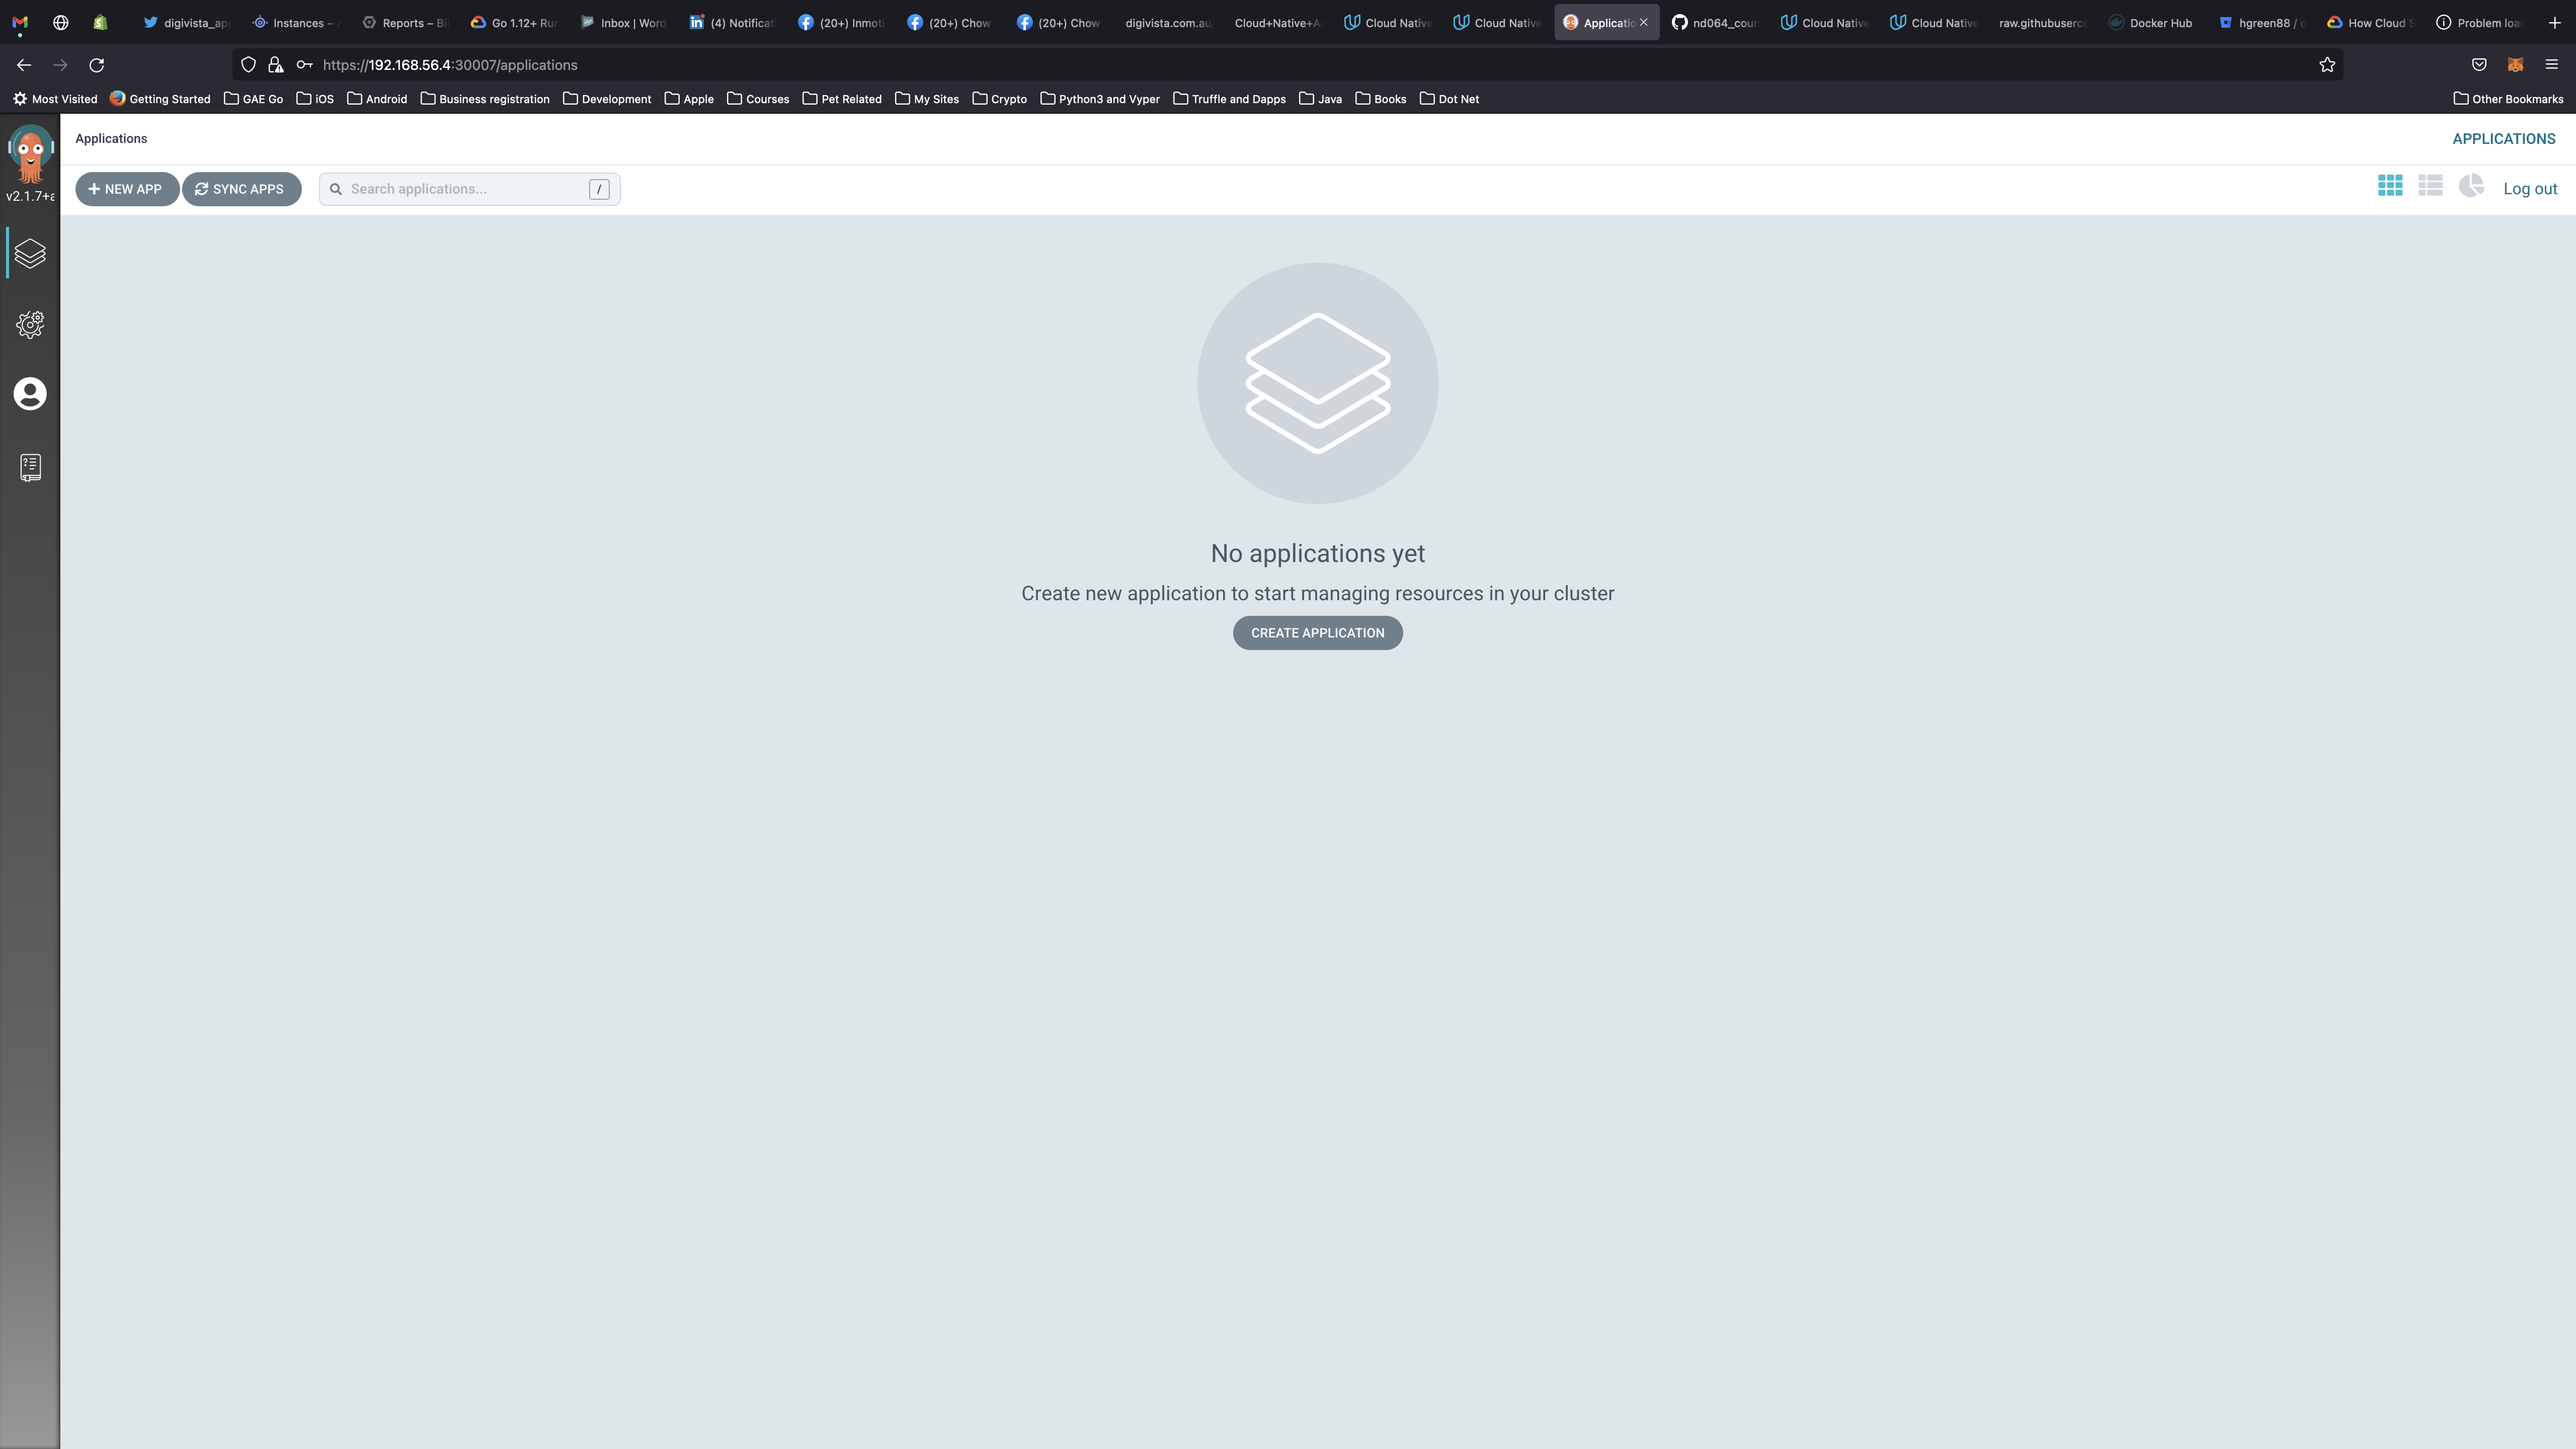 digivista_ap
Instances –
Reports – Bi
Go 1.12+ Ru
Inbox | Word
(4) Notificat
(20+) Inmoti
(20+) Chow
(20+) Chow
digivista.com.au
Cloud+Native+A
Cloud Native
Cloud Native
Applicatio
nd064_cour
Cloud Native
Cloud Native
raw.githubuserc
Docker Hub
hgreen88 / d
How Cloud S
Problem loa
https://192.168.56.4:30007/applications
Most Visited
Getting Started
GAE Go
iOS
Android
Business registration
Development
Apple
Courses
Pet Related
My Sites
Crypto
Python3 and Vyper
Truffle and Dapps
Java
Books
Dot Net
Other Bookmarks
Applications
APPLICATIONS
v2.1.7+a
NEW APP
SYNC APPS
Search applications...
/
Log out
No applications yet
Create new application to start managing resources in your cluster
CREATE APPLICATION